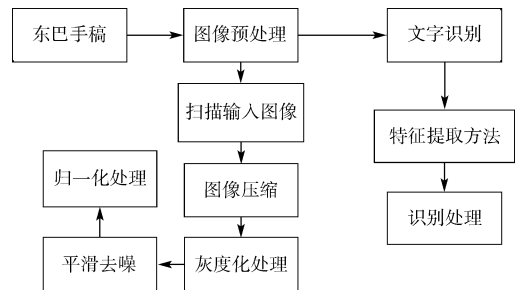 东巴手稿
图像预处理
文字识别
扫描输入图像
特征提取方法
归一化处理
图像压缩
识别处理
平滑去噪
灰度化处理